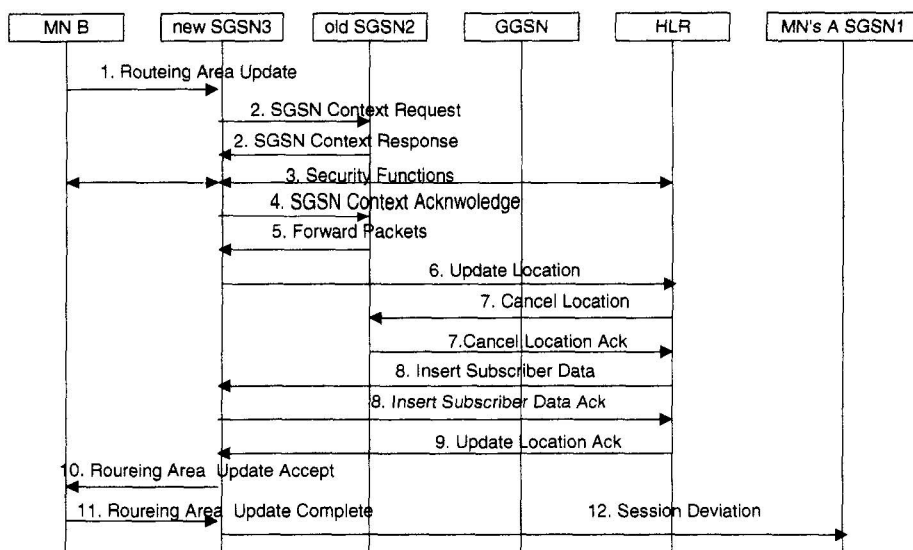 MN B
new SGSN3
old SGSN2
GGSN
HLR
MN's A SGSN1
1. Routeing Area Update
2. SGSN Context Request
2. SGSN Context Response
3. Security Functions
4. SGSN Context Acknwoledge
5. Forward Packets
6. Update Location
7. Cancel Location
7.Cancel Location Ack
8. Insert Subscriber Data
8. Insert Subscriber Data Ack
9. Update Location Ack
10. Roureing Area Update Accept
11. Roureing Area Update Complete
12. Session Deviation